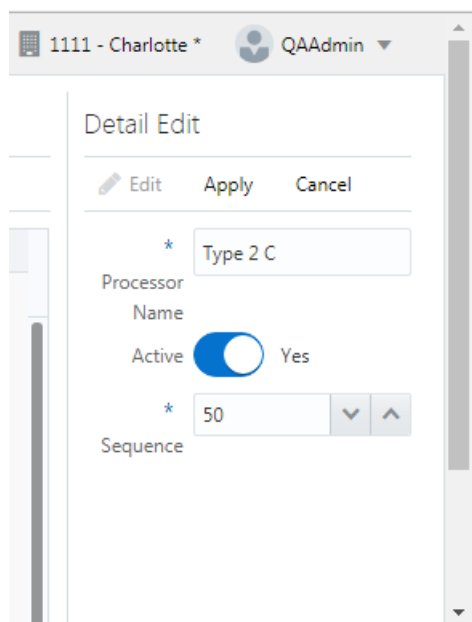 1111 - Charlotte * QAAdmin
Detail Edit
Edit Apply Cancel
* Type 2 C
Processor
Name
Active Yes
* 50
Sequence